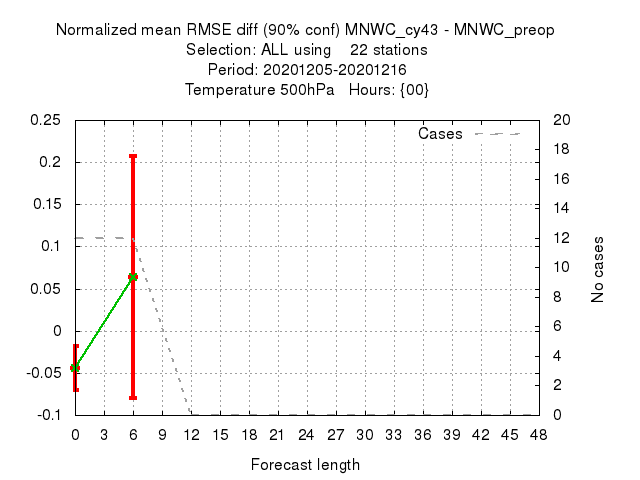 Normalized mean RMSE diff (90% conf) MNWC_cy43 - MNWC_preop
Selection: ALL using    22 stations
Period: 20201205-20201216
Temperature 500hPa   Hours: {00}
Cases
0.25
0.2
0.15
0.1
0.05
0
-0.05
-0.1
20
18
16
14
12
10
8
6
4
2
0
No cases
0 3 6 9 12 15 18 21 24 27 30 33 36 39 42 45 48
Forecast length